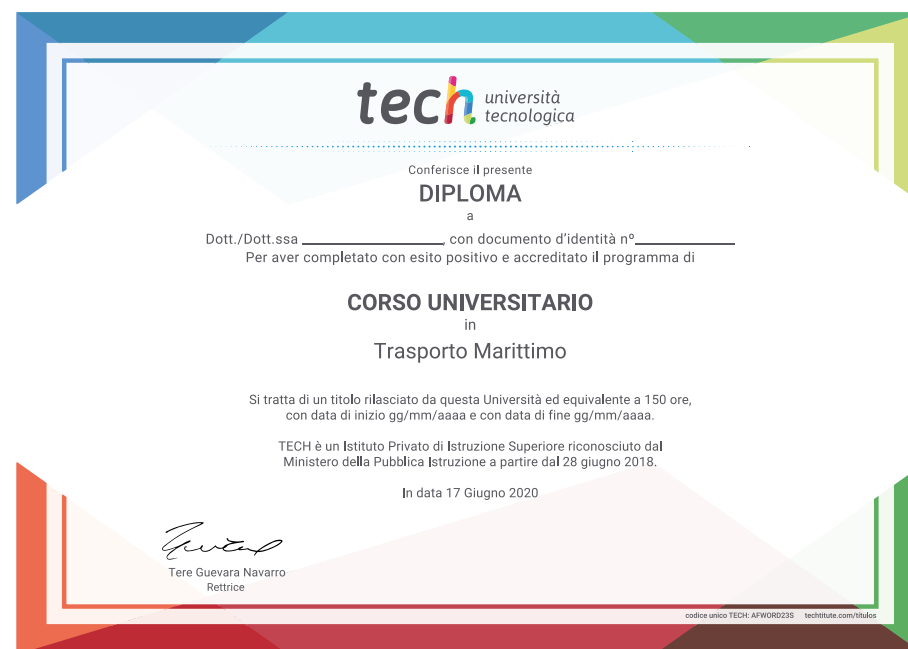 tech università
tecnologica
Conferisce il presente
DIPLOMA
a
Dott./Dott.ssa ____________________, con documento d'identità nº______________
Per aver completato con esito positivo e accreditato il programma di
CORSO UNIVERSITARIO
in
Trasporto Marittimo
Si tratta di un titolo rilasciato da questa Università ed equivalente a 150 ore,
con data di inizio gg/mm/aaaa e con data di fine gg/mm/aaaa.
TECH è un Istituto Privato di Istruzione Superiore riconosciuto dal
Ministero della Pubblica Istruzione a partire dal 28 giugno 2018.
In data 17 Giugno 2020
Tere Guevara Navarro
Rettrice
codice unico TECH: AFWORD23S techtitute.com/titulos